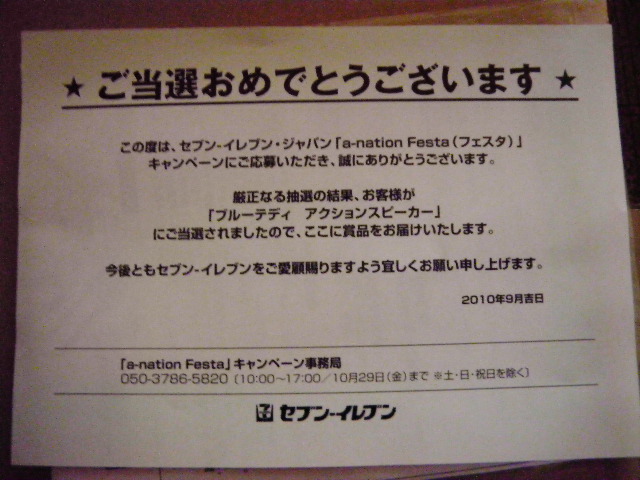 ★ ご当選おめでとうございます ★
この度は、セブン-イレブン・ジャパン「a-nation Festa（フェスタ）」
キャンペーンにご応募いただき、誠にありがとうございます。
厳正なる抽選の結果、お客様が
「ブルーテディ　アクションスピーカー」
にご当選されましたので、ここに賞品をお届けいたします。
今後ともセブン-イレブンをご愛顧賜りますよう宜しくお願い申し上げます。
2010年9月吉日
「a-nation Festa」キャンペーン事務局
050-3786-5820（10:00〜17:00／10月29日（金）まで ※土・日・祝日を除く）
セブン-イレブン